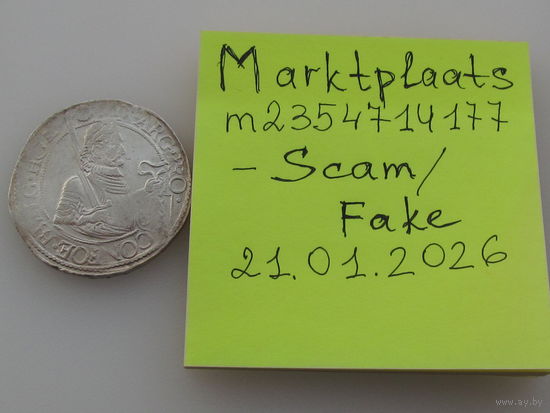 Marktplaats
m2354714177
- Scam/
Fake
21.01.2026
www.ay.by